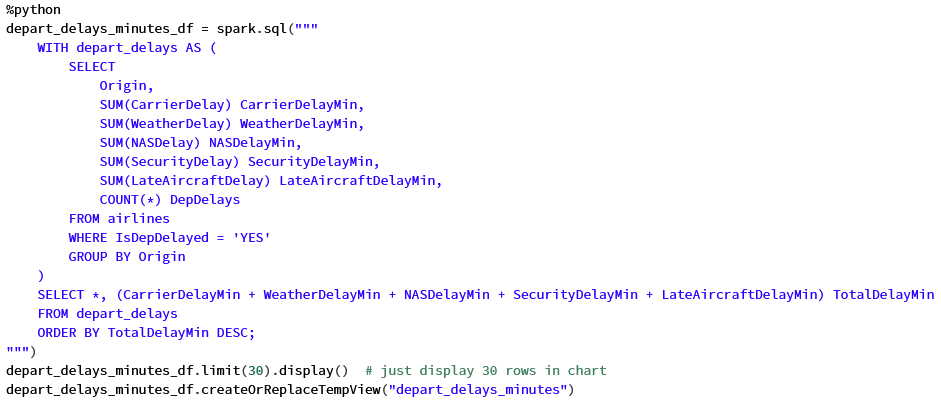 %python
depart_delays_minutes_df = spark.sql("""
    WITH depart_delays AS (
        SELECT
            Origin,
            SUM(CarrierDelay) CarrierDelayMin,
            SUM(WeatherDelay) WeatherDelayMin,
            SUM(NASDelay) NASDelayMin,
            SUM(SecurityDelay) SecurityDelayMin,
            SUM(LateAircraftDelay) LateAircraftDelayMin,
            COUNT(*) DepDelays
        FROM airlines
        WHERE IsDepDelayed = 'YES'
        GROUP BY Origin
    )
    SELECT *, (CarrierDelayMin + WeatherDelayMin + NASDelayMin + SecurityDelayMin + LateAircraftDelayMin) TotalDelayMin
    FROM depart_delays
    ORDER BY TotalDelayMin DESC;
""")
depart_delays_minutes_df.limit(30).display()  # just display 30 rows in chart
depart_delays_minutes_df.createOrReplaceTempView("depart_delays_minutes")